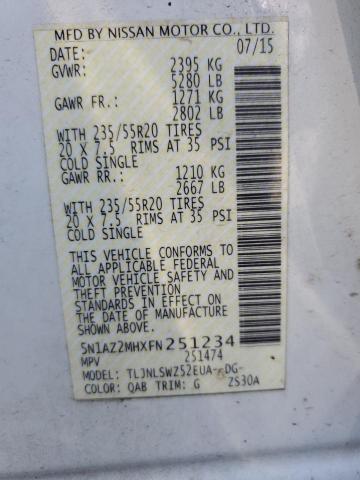 MFD BY NISSAN MOTOR CO., LTD.
DATE: 07/15
GVWR: 2395 KG
5280 LB
GAWR FR.: 1271 KG
2802 LB
WITH 235/55R20 TIRES
20 X 7.5 RIMS AT 35 PSI
COLD SINGLE
GAWR RR: 1210 KG
2667 LB
WITH 235/55R20 TIRES
20 X 7.5 RIMS AT 35 PSI
COLD SINGLE
THIS VEHICLE CONFORMS TO
ALL APPLICABLE FEDERAL
MOTOR VEHICLE SAFETY AND
THEFT PREVENTION
STANDARDS IN EFFECT ON
THE DATE OF MANUFACTURE
SHOWN ABOVE.
5N1AZ2MHXFN251234
MPV 251474
MODEL: TLJNLSWZ52EUA--DG-
COLOR: QAB TRIM: G ZS30A